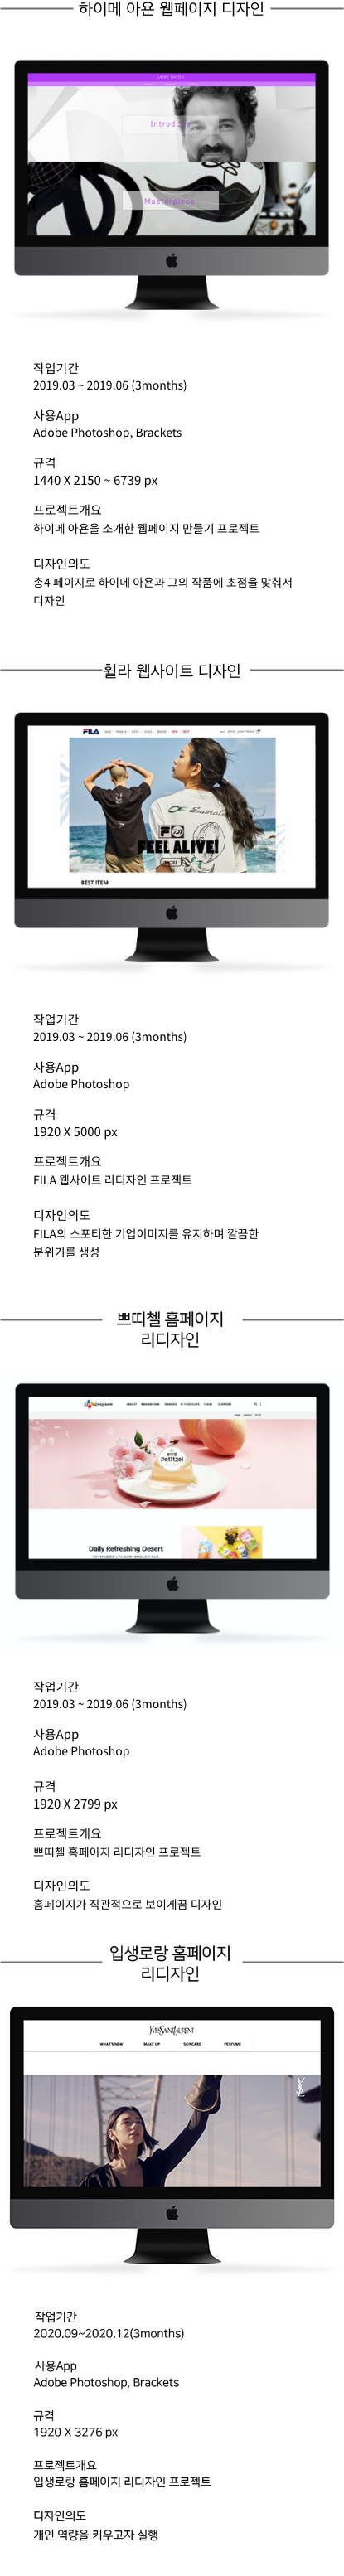 하이메 아욘 웹페이지 디자인
Introduce
Masterpiece
작업기간
2019.03 ~ 2019.06 (3months)
사용App
Adobe Photoshop, Brackets
규격
1440 X 2150 ~ 6739 px
프로젝트개요
하이메 아욘을 소개한 웹페이지 만들기 프로젝트
디자인의도
총4 페이지로 하이메 아욘과 그의 작품에 초점을 맞춰서
디자인
휠라 웹사이트 디자인
FILA
FEEL ALIVE!
BEST ITEM
작업기간
2019.03 ~ 2019.06 (3months)
사용App
Adobe Photoshop
규격
1920 X 5000 px
프로젝트개요
FILA 웹사이트 리디자인 프로젝트
디자인의도
FILA의 스포티한 기업이미지를 유지하며 깔끔한
분위기를 생성
쁘띠첼 홈페이지
리디자인
Petitzel
Daily Refreshing Desert
작업기간
2019.03 ~ 2019.06 (3months)
사용App
Adobe Photoshop
규격
1920 X 2799 px
프로젝트개요
쁘띠첼 홈페이지 리디자인 프로젝트
디자인의도
홈페이지가 직관적으로 보이게끔 디자인
입생로랑 홈페이지
리디자인
YVESSAINTLAURENT
WHAT'S NEW MAKE UP SKINCARE PERFUME
작업기간
2020.09~2020.12(3months)
사용App
Adobe Photoshop, Brackets
규격
1920 X 3276 px
프로젝트개요
입생로랑 홈페이지 리디자인 프로젝트
디자인의도
개인 역량을 키우고자 실행